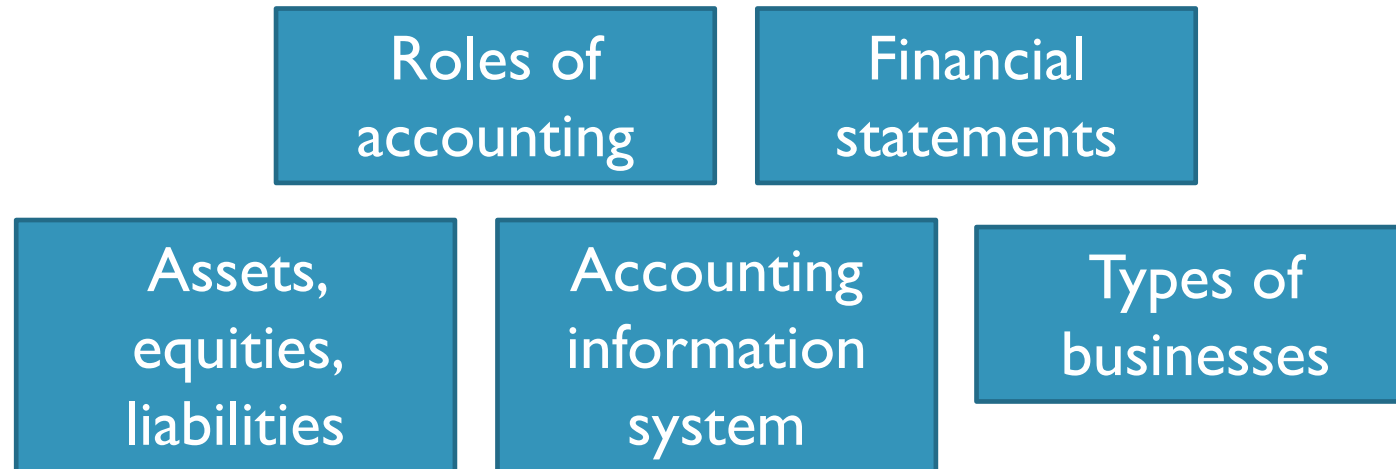 Roles of
accounting
Financial
statements
Assets,
equities,
liabilities
Accounting
information
system
Types of
businesses